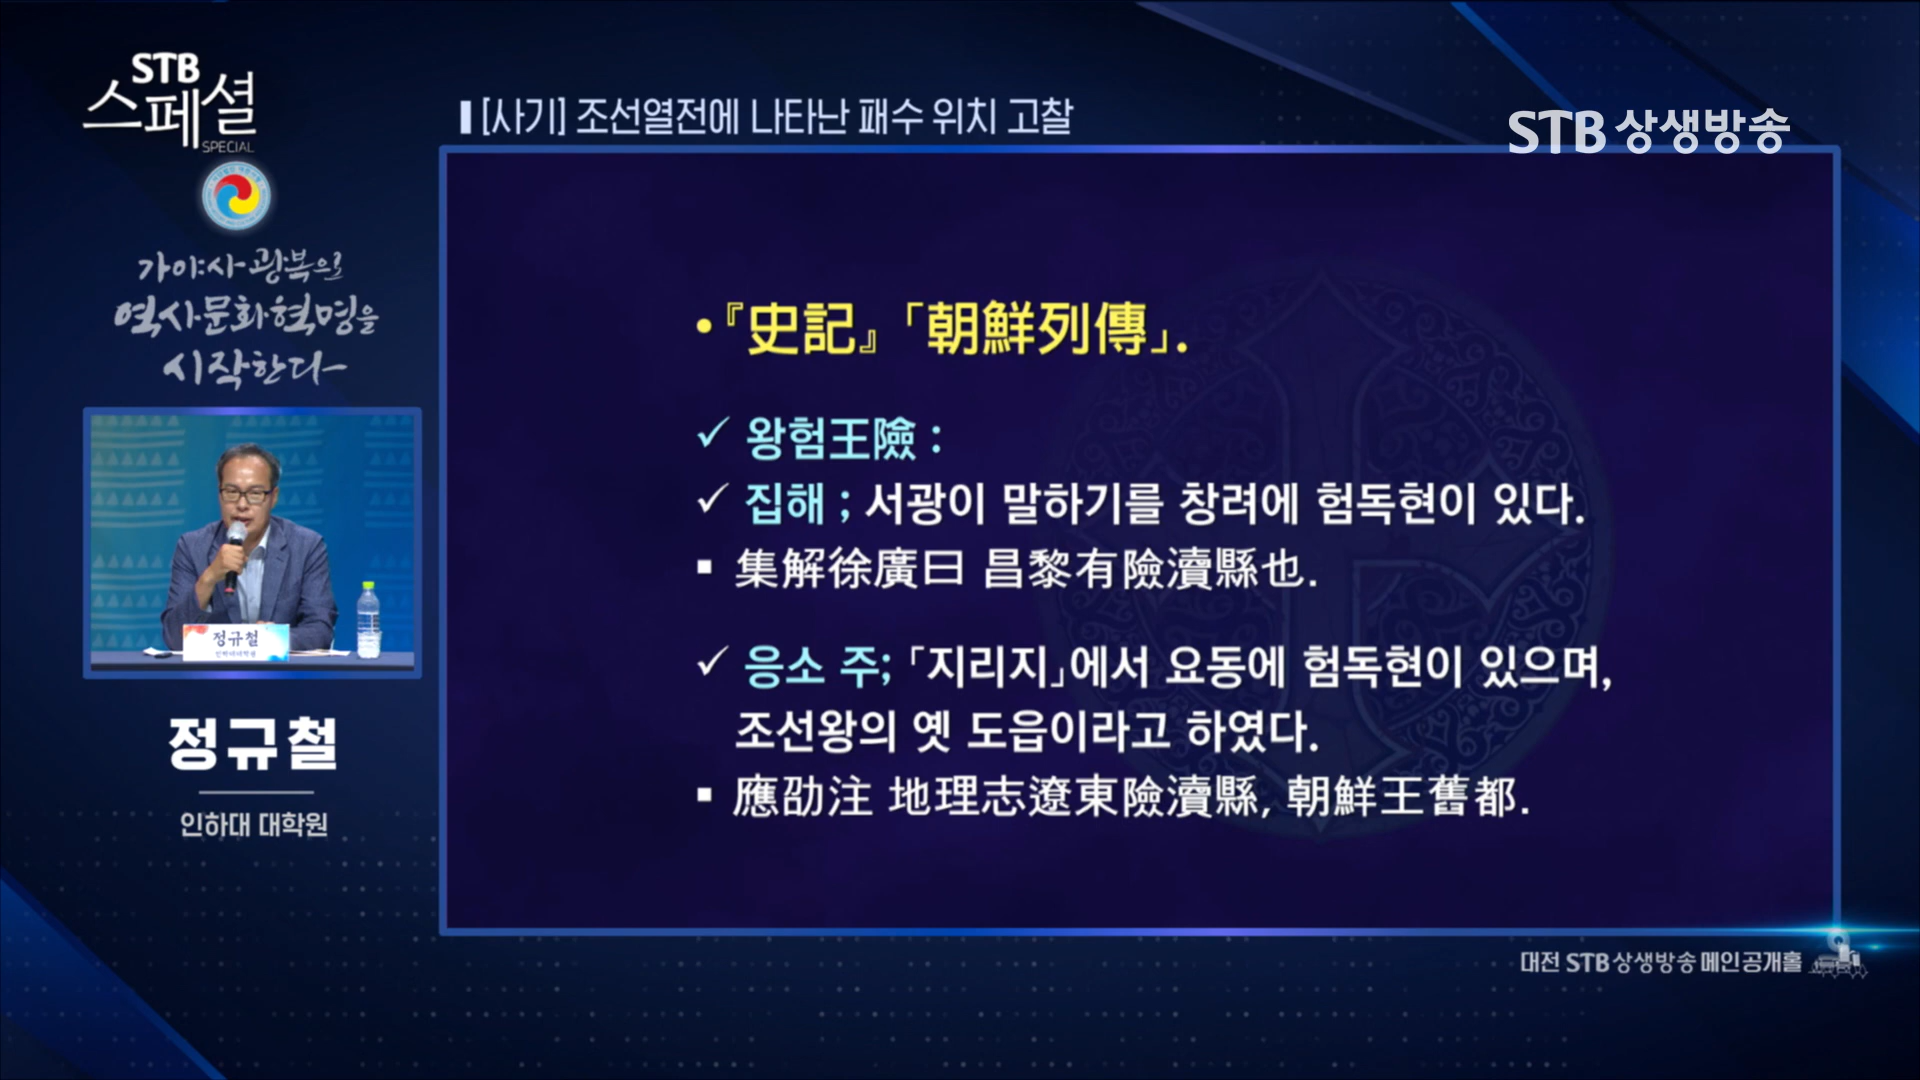 STB
스페셜
SPECIAL
가야사 광복으로
역사문화혁명을
시작한다
정규철
정규철
인하대 대학원
[사기] 조선열전에 나타난 패수 위치 고찰
STB 상생방송
•『史記』「朝鮮列傳」.
✓ 왕험王險 :
✓ 집해 ; 서광이 말하기를 창려에 험독현이 있다.
▪ 集解徐廣曰 昌黎有險瀆縣也.
✓ 응소 주; 「지리지」에서 요동에 험독현이 있으며,
조선왕의 옛 도읍이라고 하였다.
▪ 應劭注 地理志遼東險瀆縣, 朝鮮王舊都.
대전 STB상생방송 메인공개홀